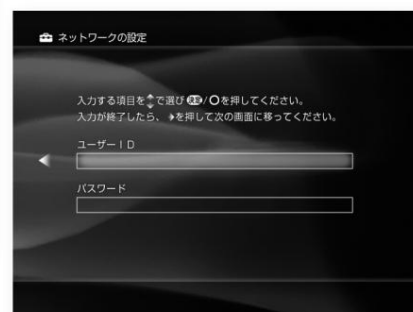 ネットワークの設定
入力する項目を♦で選び決定/○を押してください。
入力が終了したら、→を押して次の画面に移ってください。
ユーザーID
パスワード